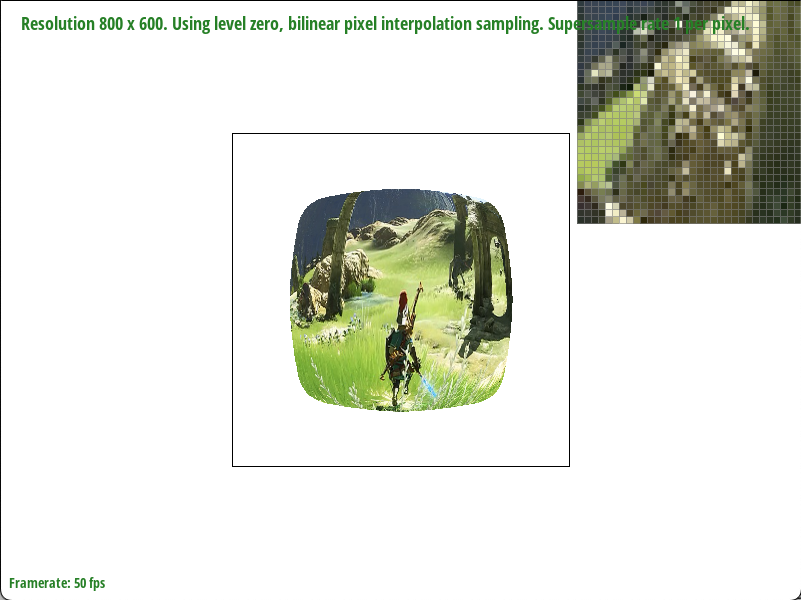 Resolution 800 x 600. Using level zero, bilinear pixel interpolation sampling. Supersample rate 1 per pixel.
Framerate: 50 fps